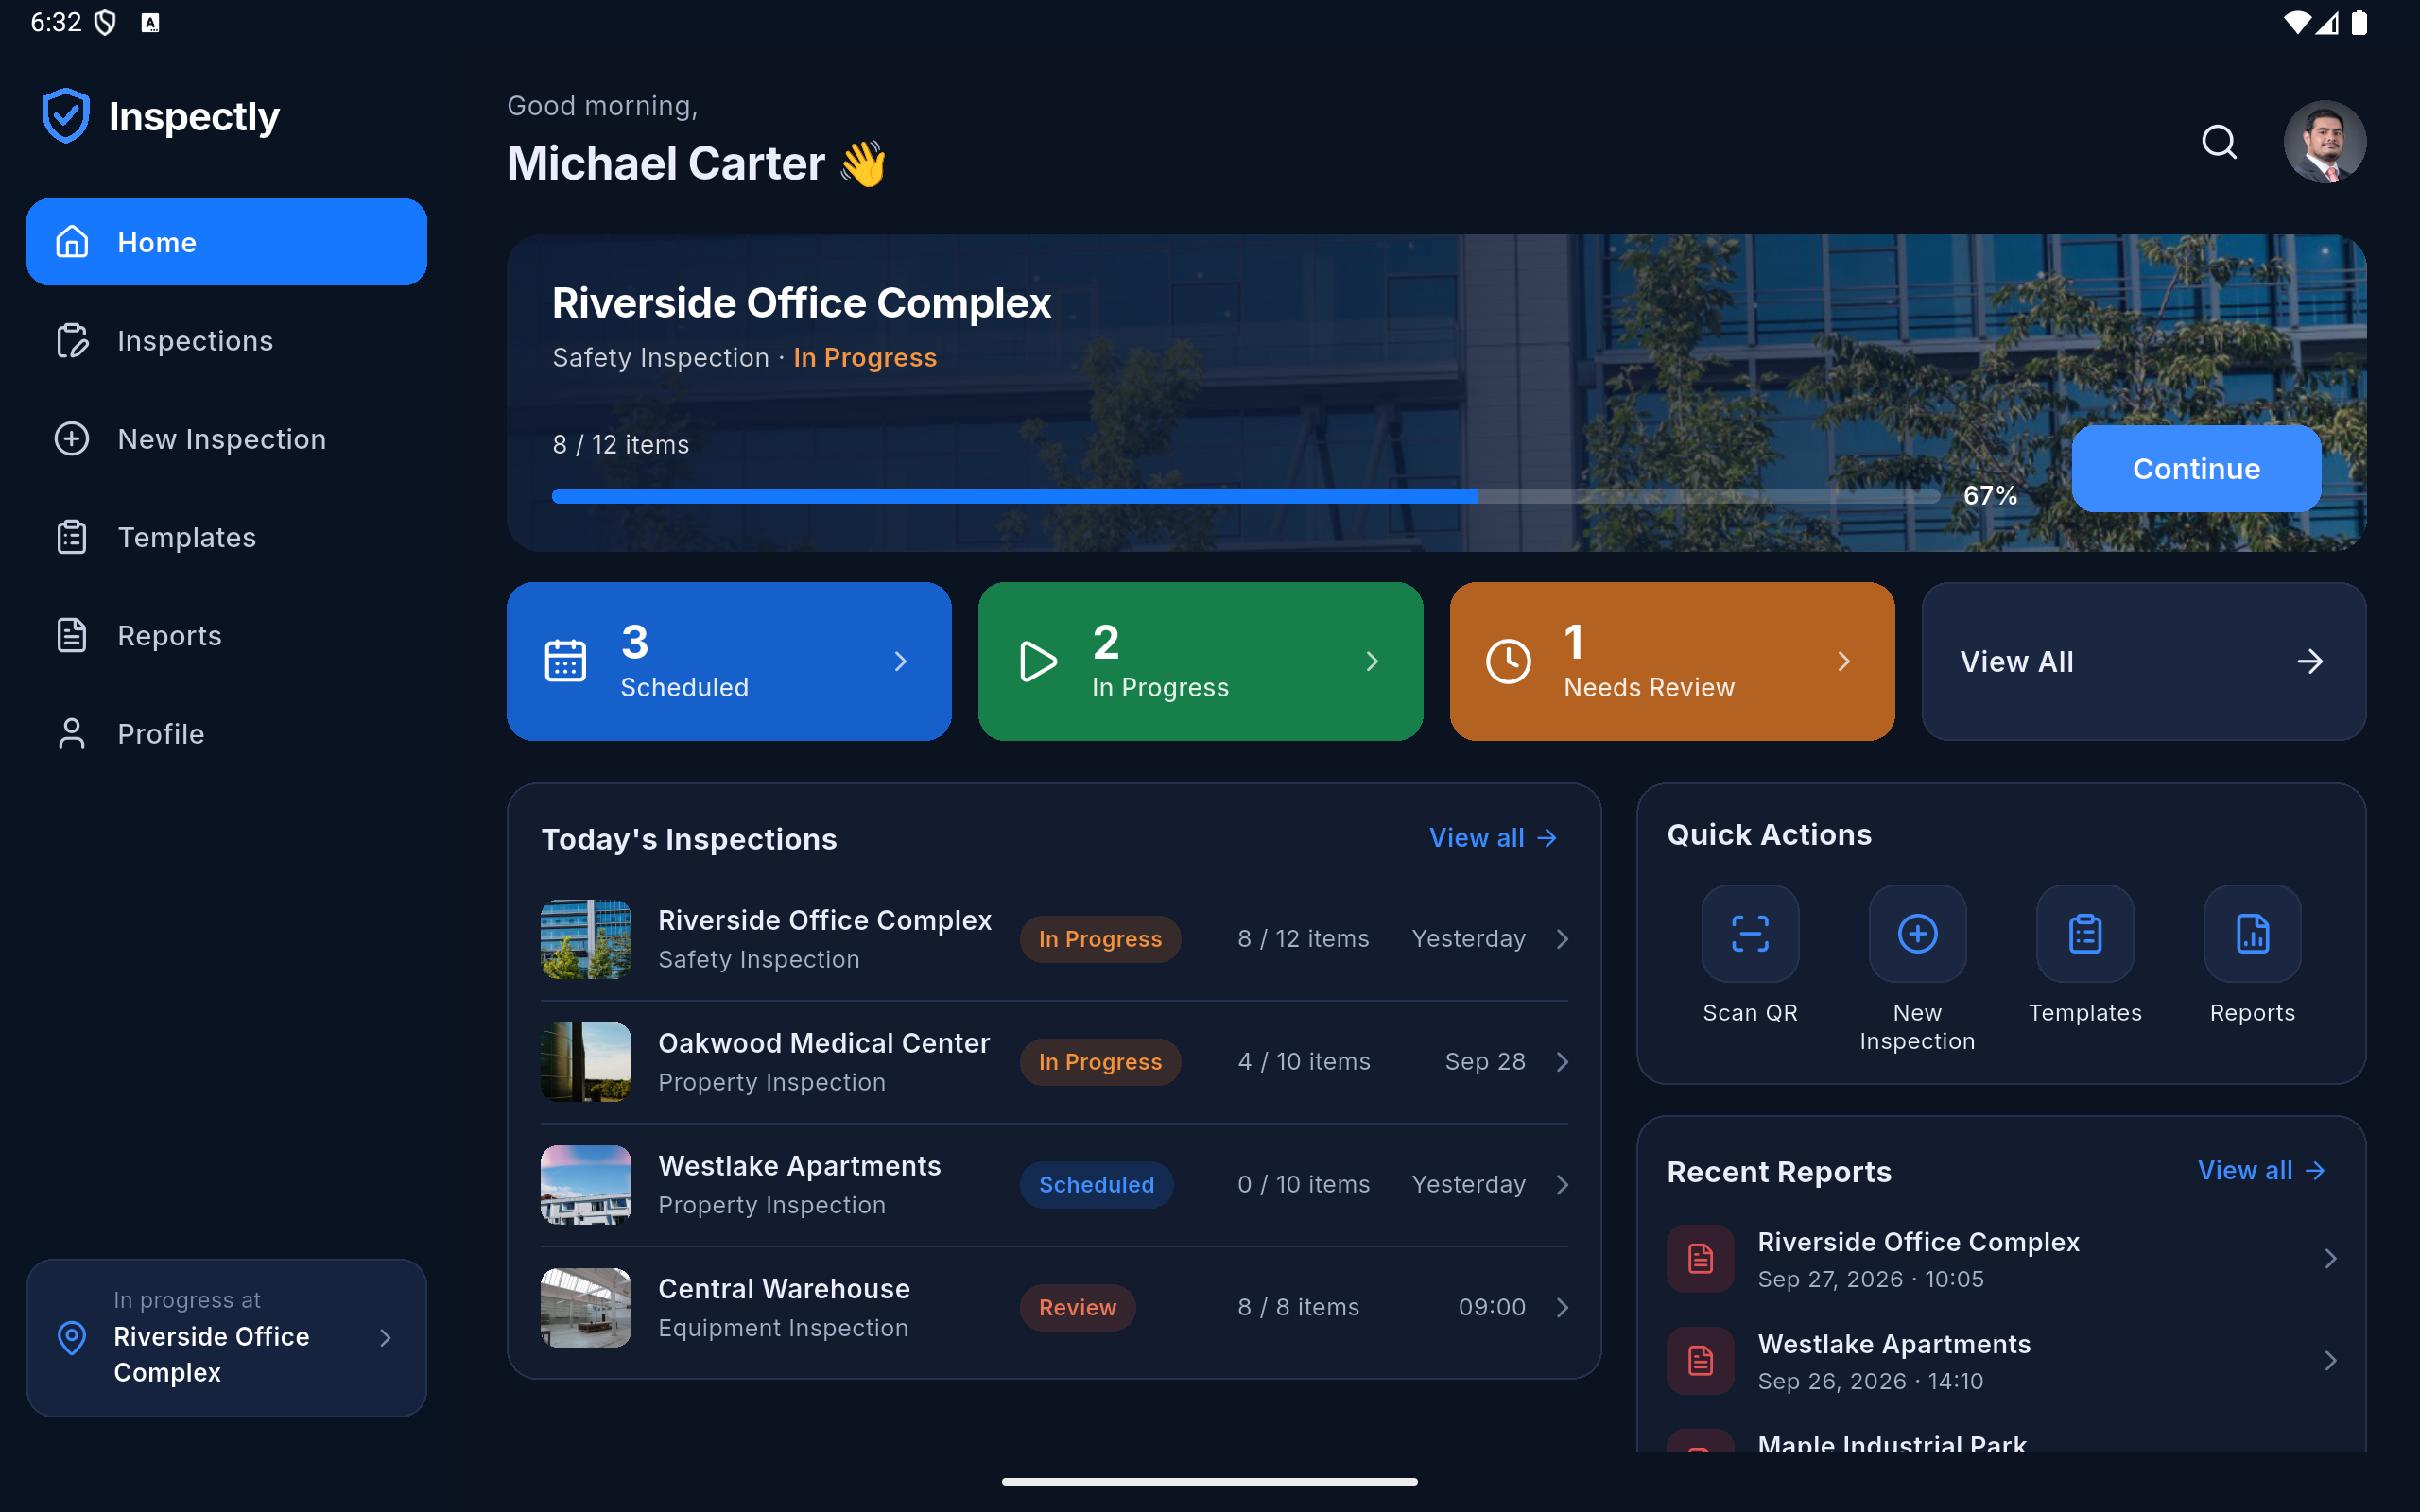 6:32
Inspectly
Home
Inspections
New Inspection
Templates
Reports
Profile
In progress at
Riverside Office
Complex
Good morning,
Michael Carter 👋
Riverside Office Complex
Safety Inspection · In Progress
8 / 12 items
67%
Continue
3
Scheduled
2
In Progress
1
Needs Review
View All
Today's Inspections
View all
Riverside Office Complex
Safety Inspection
In Progress
8 / 12 items
Yesterday
Oakwood Medical Center
Property Inspection
In Progress
4 / 10 items
Sep 28
Westlake Apartments
Property Inspection
Scheduled
0 / 10 items
Yesterday
Central Warehouse
Equipment Inspection
Review
8 / 8 items
09:00
Quick Actions
Scan QR
New
Inspection
Templates
Reports
Recent Reports
View all
Riverside Office Complex
Sep 27, 2026 · 10:05
Westlake Apartments
Sep 26, 2026 · 14:10
Maple Industrial Park